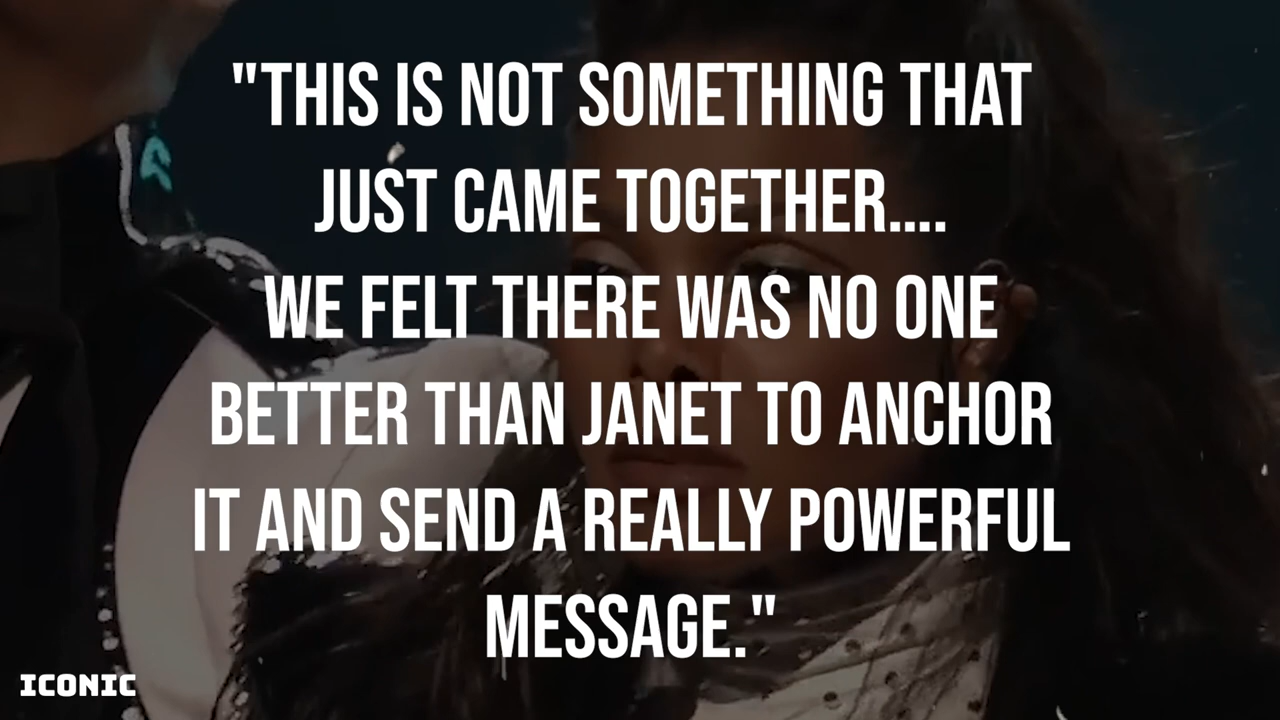 "THIS IS NOT SOMETHING THAT
JUST CAME TOGETHER....
WE FELT THERE WAS NO ONE
BETTER THAN JANET TO ANCHOR
IT AND SEND A REALLY POWERFUL
MESSAGE."
ICONIC